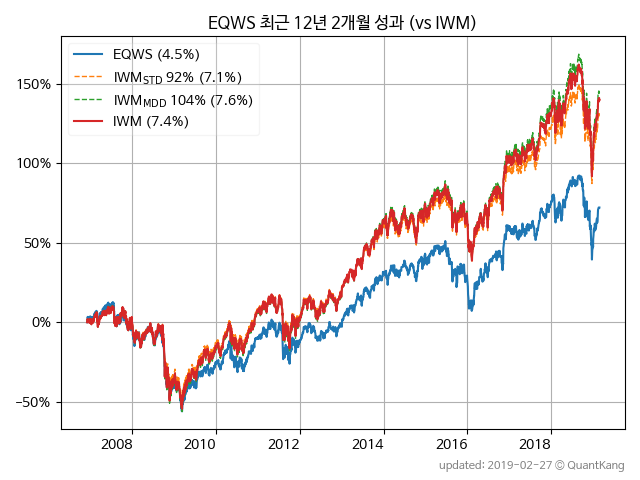 EQWS 최근 12년 2개월 성과 (vs IWM)
EQWS (4.5%)
IWM_STD 92% (7.1%)
IWM_MDD 104% (7.6%)
IWM (7.4%)
150%
100%
50%
0%
−50%
2008 2010 2012 2014 2016 2018
updated: 2019-02-27 © QuantKang